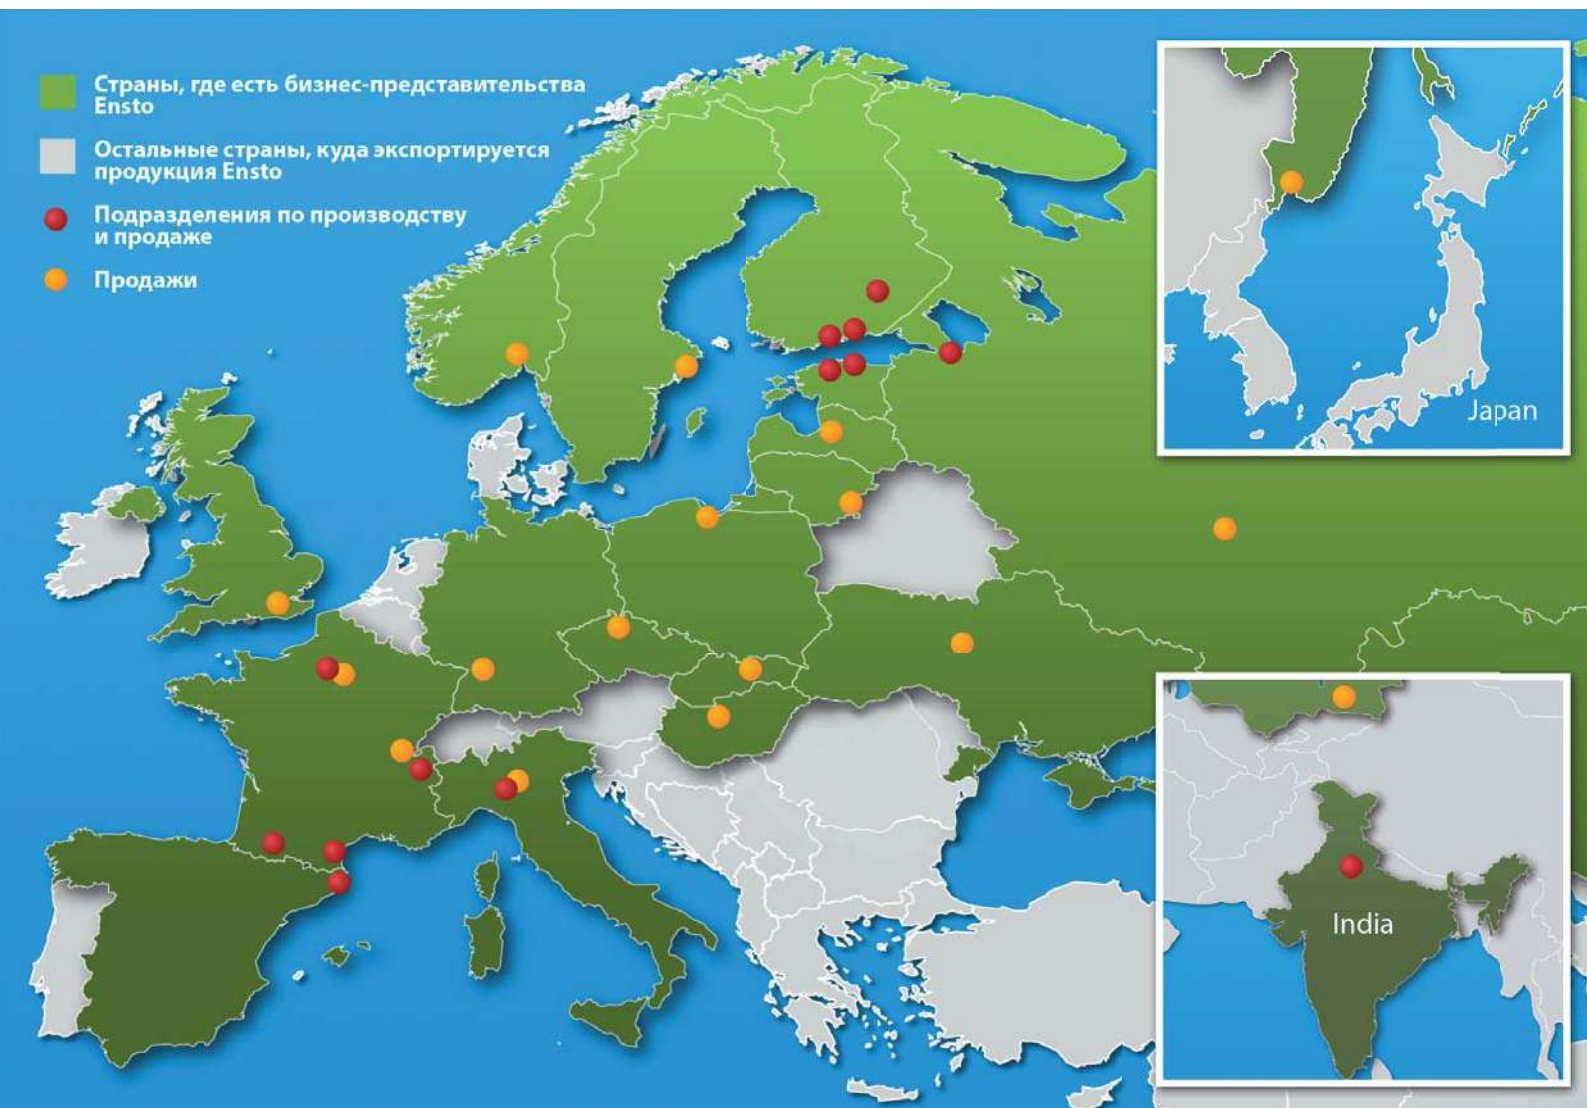 Страны, где есть бизнес-представительства
Ensto
Остальные страны, куда экспортируется
продукция Ensto
Подразделения по производству
и продаже
Продажи
Japan
India